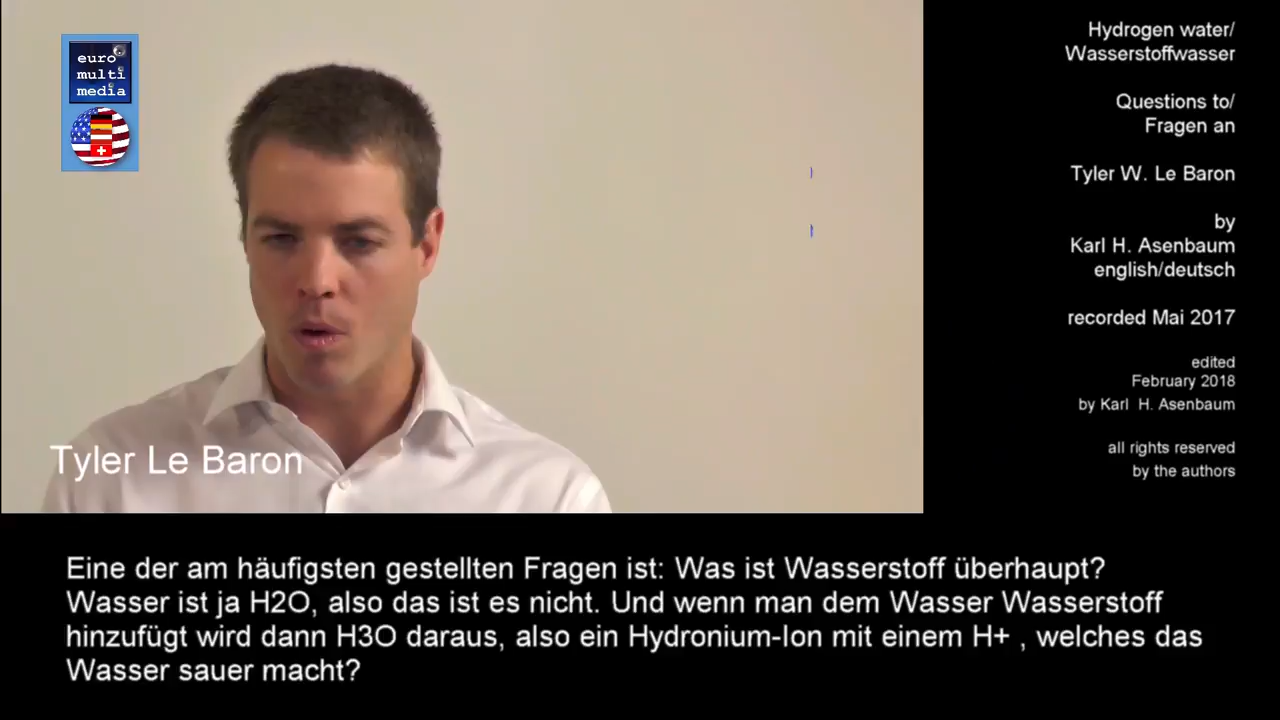 euro
multi
media
Tyler Le Baron
Hydrogen water/
Wasserstoffwasser
Questions to/
Fragen an
Tyler W. Le Baron
by
Karl H. Asenbaum
english/deutsch
recorded Mai 2017
edited
February 2018
by Karl H. Asenbaum
all rights reserved
by the authors
Eine der am häufigsten gestellten Fragen ist: Was ist Wasserstoff überhaupt?
Wasser ist ja H2O, also das ist es nicht. Und wenn man dem Wasser Wasserstoff
hinzufügt wird dann H3O daraus, also ein Hydronium-Ion mit einem H+ , welches das
Wasser sauer macht?